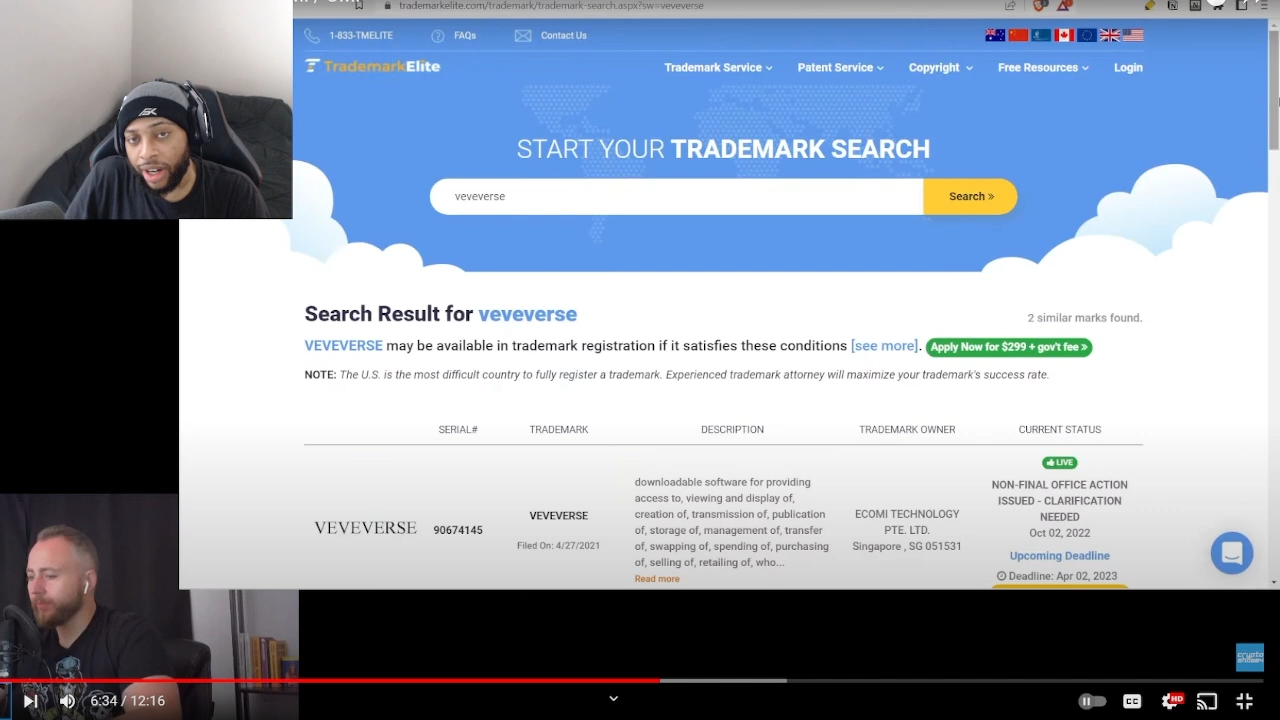 trademarkelite.com/trademark/trademark-search.aspx?sw=veveverse
1-833-TMELITE FAQs Contact Us
TrademarkElite Trademark Service Patent Service Copyright Free Resources Login
START YOUR TRADEMARK SEARCH
veveverse Search »
Search Result for veveverse
2 similar marks found.
VEVEVERSE may be available in trademark registration if it satisfies these conditions [see more]. Apply Now for $299 + gov't fee »
NOTE: The U.S. is the most difficult country to fully register a trademark. Experienced trademark attorney will maximize your trademark's success rate.
SERIAL# TRADEMARK DESCRIPTION TRADEMARK OWNER CURRENT STATUS
VEVEVERSE
90674145
VEVEVERSE
Filed On: 4/27/2021
downloadable software for providing
access to, viewing and display of,
creation of, transmission of, publication
of, storage of, management of, transfer
of, swapping of, spending of, purchasing
of, selling of, retailing of, who...
Read more
ECOMI TECHNOLOGY
PTE. LTD.
Singapore , SG 051531
LIVE
NON-FINAL OFFICE ACTION
ISSUED - CLARIFICATION
NEEDED
Oct 02, 2022
Upcoming Deadline
Deadline: Apr 02, 2023
6:34 / 12:16
CC
HD